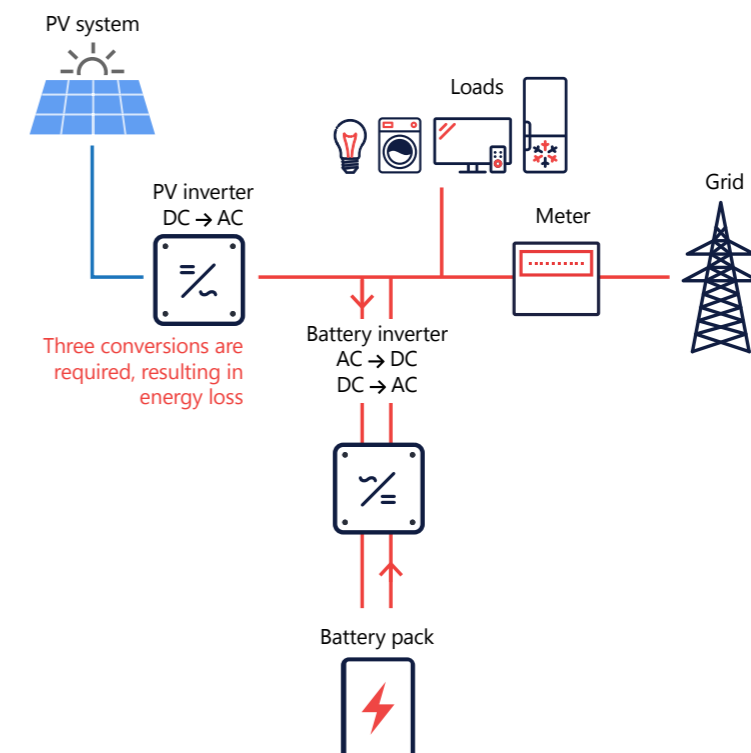 PV system
Loads
PV inverter
DC → AC
Meter
Grid
Three conversions are
required, resulting in
energy loss
Battery inverter
AC → DC
DC → AC
Battery pack